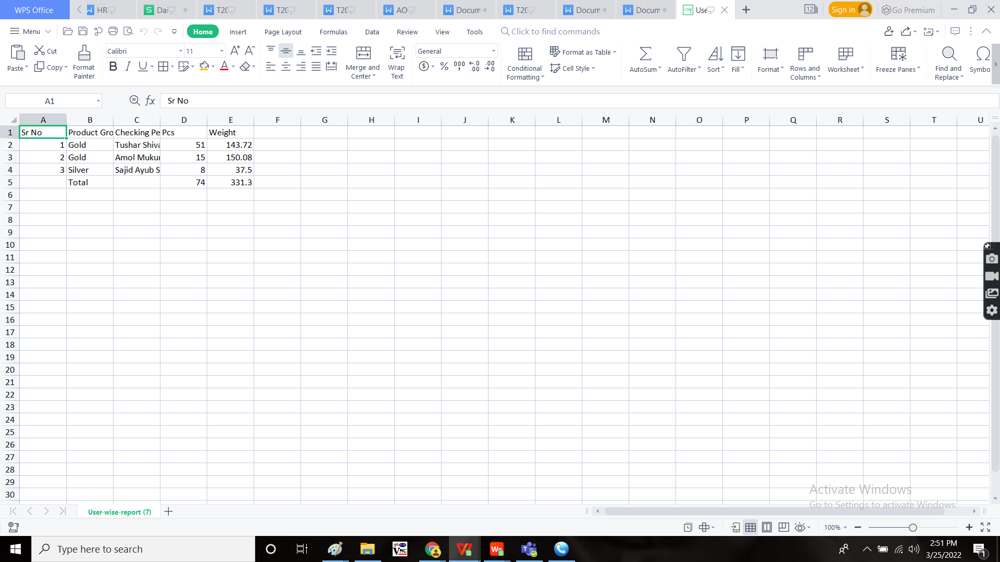 WPS Office HR Da T20 T20 T20 AO Docum T20 Docum Docum Use 12 Sign in Go Premium
Menu Home Insert Page Layout Formulas Data Review View Tools Click to find commands
Paste Cut Copy Format Painter
Calibri 11
Merge and Center Wrap Text
General
Conditional Formatting Format as Table Cell Style
AutoSum AutoFilter Sort Fill Format Rows and Columns Worksheet Freeze Panes Find and Replace Symbo
A1 fx Sr No
A B C D E F G H I J K L M N O P Q R S T U
1 Sr No Product Gro Checking Pe Pcs Weight
2 1 Gold Tushar Shiva 51 143.72
3 2 Gold Amol Mukur 15 150.08
4 3 Silver Sajid Ayub S 8 37.5
5 Total 74 331.3
6
7
8
9
10
11
12
13
14
15
16
17
18
19
20
21
22
23
24
25
26
27
28
29
30
Activate Windows
Go to Settings to activate Windows.
User-wise-report (7)
100%
Type here to search
2:51 PM
3/25/2022
1